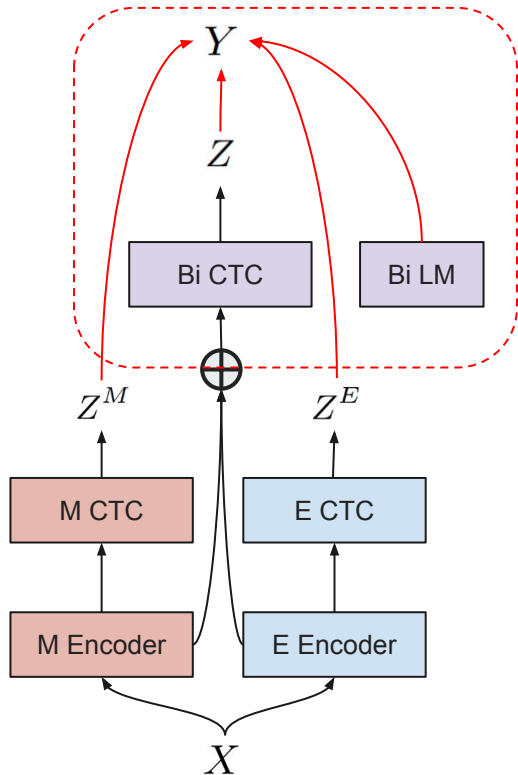 Y
Z
Bi CTC Bi LM
Z^M Z^E
M CTC E CTC
M Encoder E Encoder
X